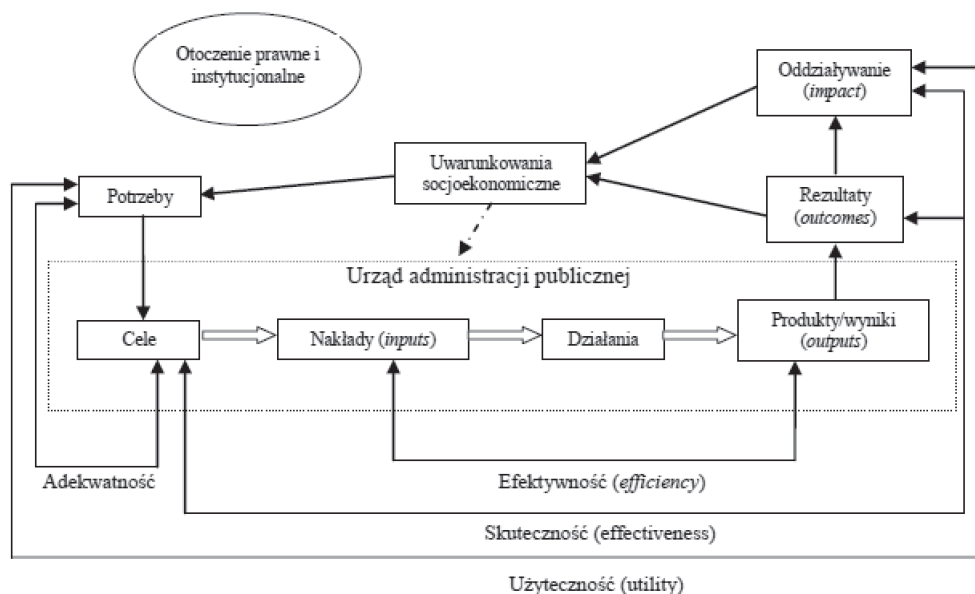 Otoczenie prawne i
instytucjonalne
Oddziaływanie
(impact)
Uwarunkowania
socjoekonomiczne
Potrzeby
Rezultaty
(outcomes)
Urząd administracji publicznej
Cele
Nakłady (inputs)
Działania
Produkty/wyniki
(outputs)
Adekwatność
Efektywność (efficiency)
Skuteczność (effectiveness)
Użyteczność (utility)